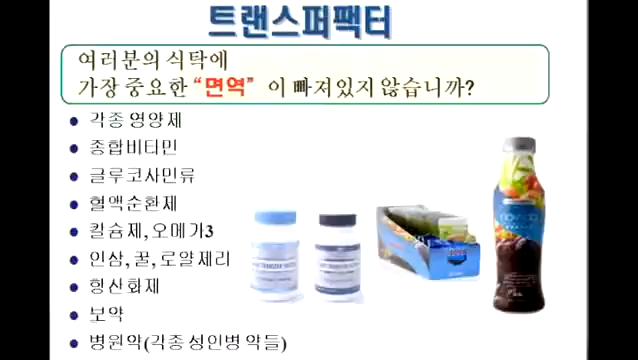 트랜스퍼팩터
여러분의 식탁에
가장 중요한 “면역” 이 빠져있지 않습니까?
각종 영양제
종합비타민
글루코사민류
혈액순환제
칼슘제, 오메가3
인삼, 꿀, 로얄제리
항산화제
보약
병원약(각종 성인병 약들)